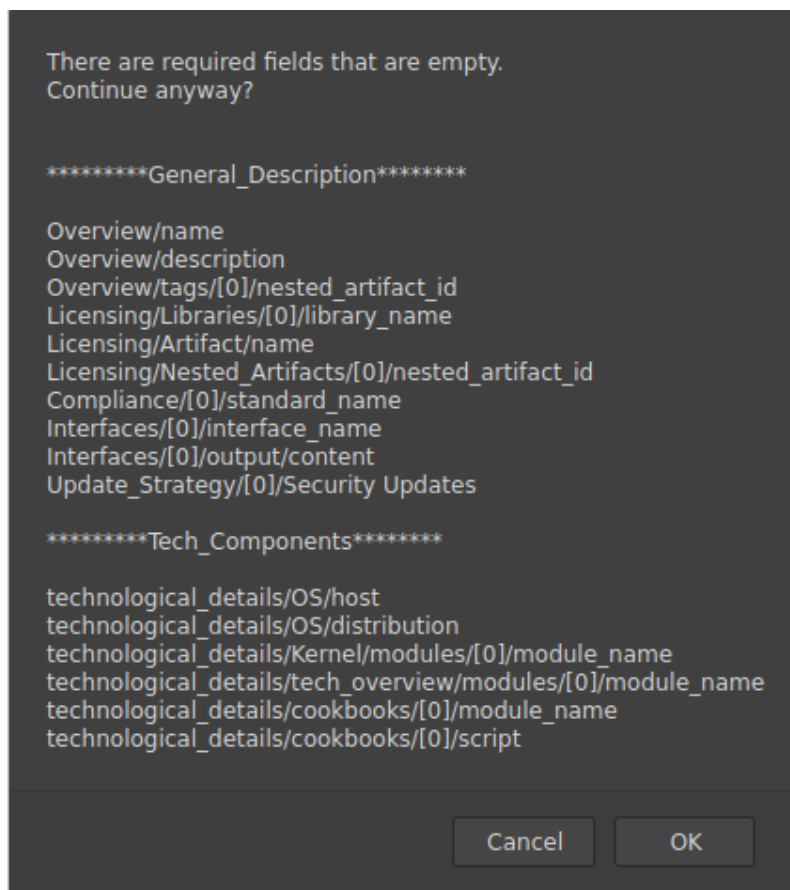 There are required fields that are empty.
Continue anyway?
*********General_Description********
Overview/name
Overview/description
Overview/tags/[0]/nested_artifact_id
Licensing/Libraries/[0]/library_name
Licensing/Artifact/name
Licensing/Nested_Artifacts/[0]/nested_artifact_id
Compliance/[0]/standard_name
Interfaces/[0]/interface_name
Interfaces/[0]/output/content
Update_Strategy/[0]/Security Updates
*********Tech_Components********
technological_details/OS/host
technological_details/OS/distribution
technological_details/Kernel/modules/[0]/module_name
technological_details/tech_overview/modules/[0]/module_name
technological_details/cookbooks/[0]/module_name
technological_details/cookbooks/[0]/script
Cancel OK